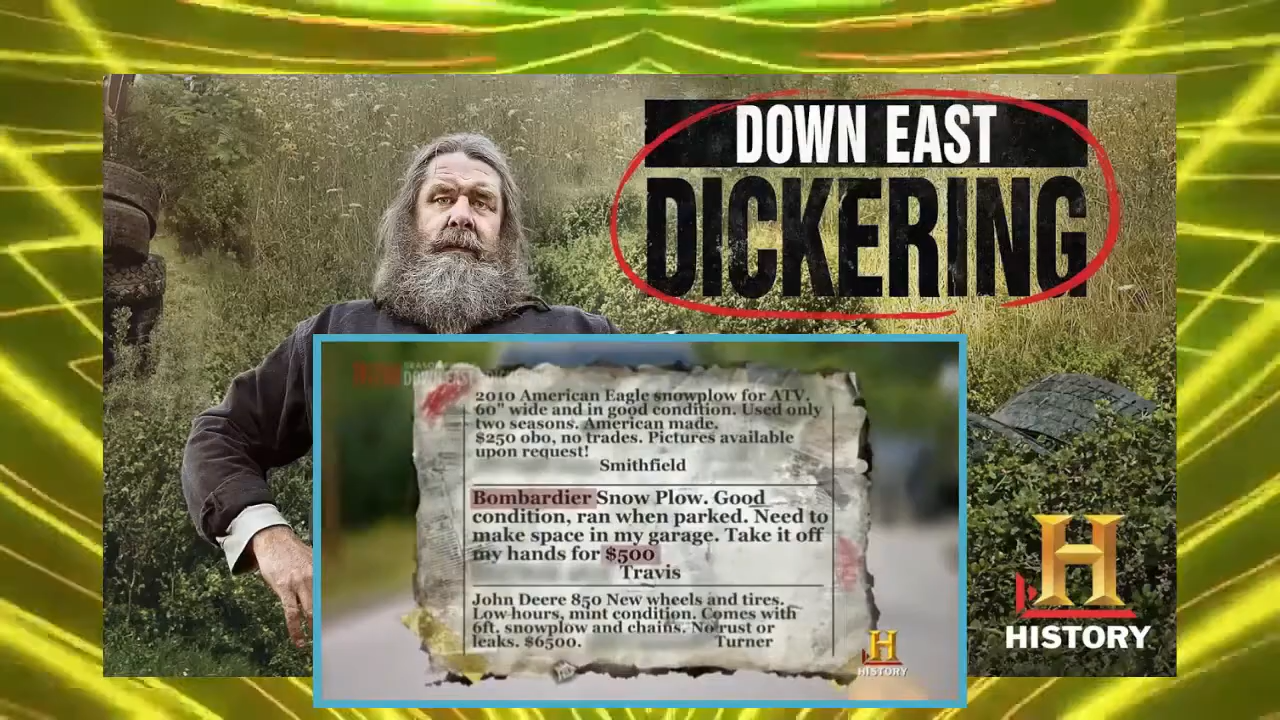 DOWN EAST
DICKERING
2010 American Eagle snowplow for ATV.
60" wide and in good condition. Used only
two seasons. American made.
$250 obo, no trades. Pictures available
upon request!
Smithfield
Bombardier Snow Plow. Good
condition, ran when parked. Need to
make space in my garage. Take it off
my hands for $500
Travis
John Deere 850 New wheels and tires.
Low hours, mint condition. Comes with
6ft. snowplow and chains. No rust or
leaks. $6500. Turner
H
HISTORY
H
HISTORY